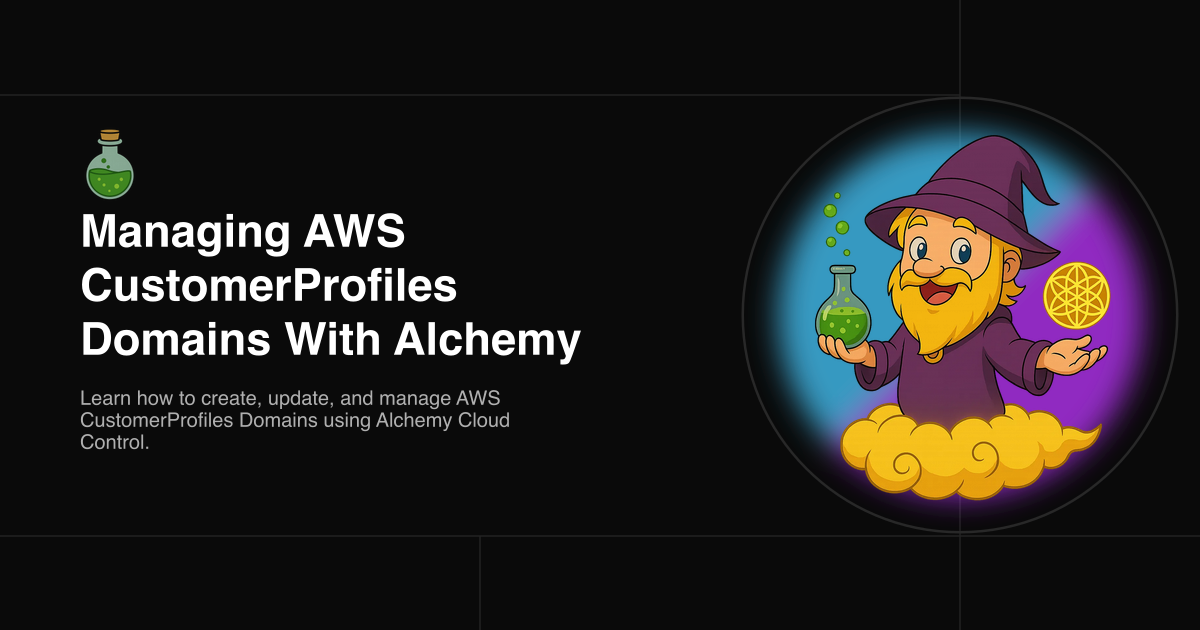 Managing AWS
CustomerProfiles
Domains With Alchemy
Learn how to create, update, and manage AWS
CustomerProfiles Domains using Alchemy Cloud
Control.